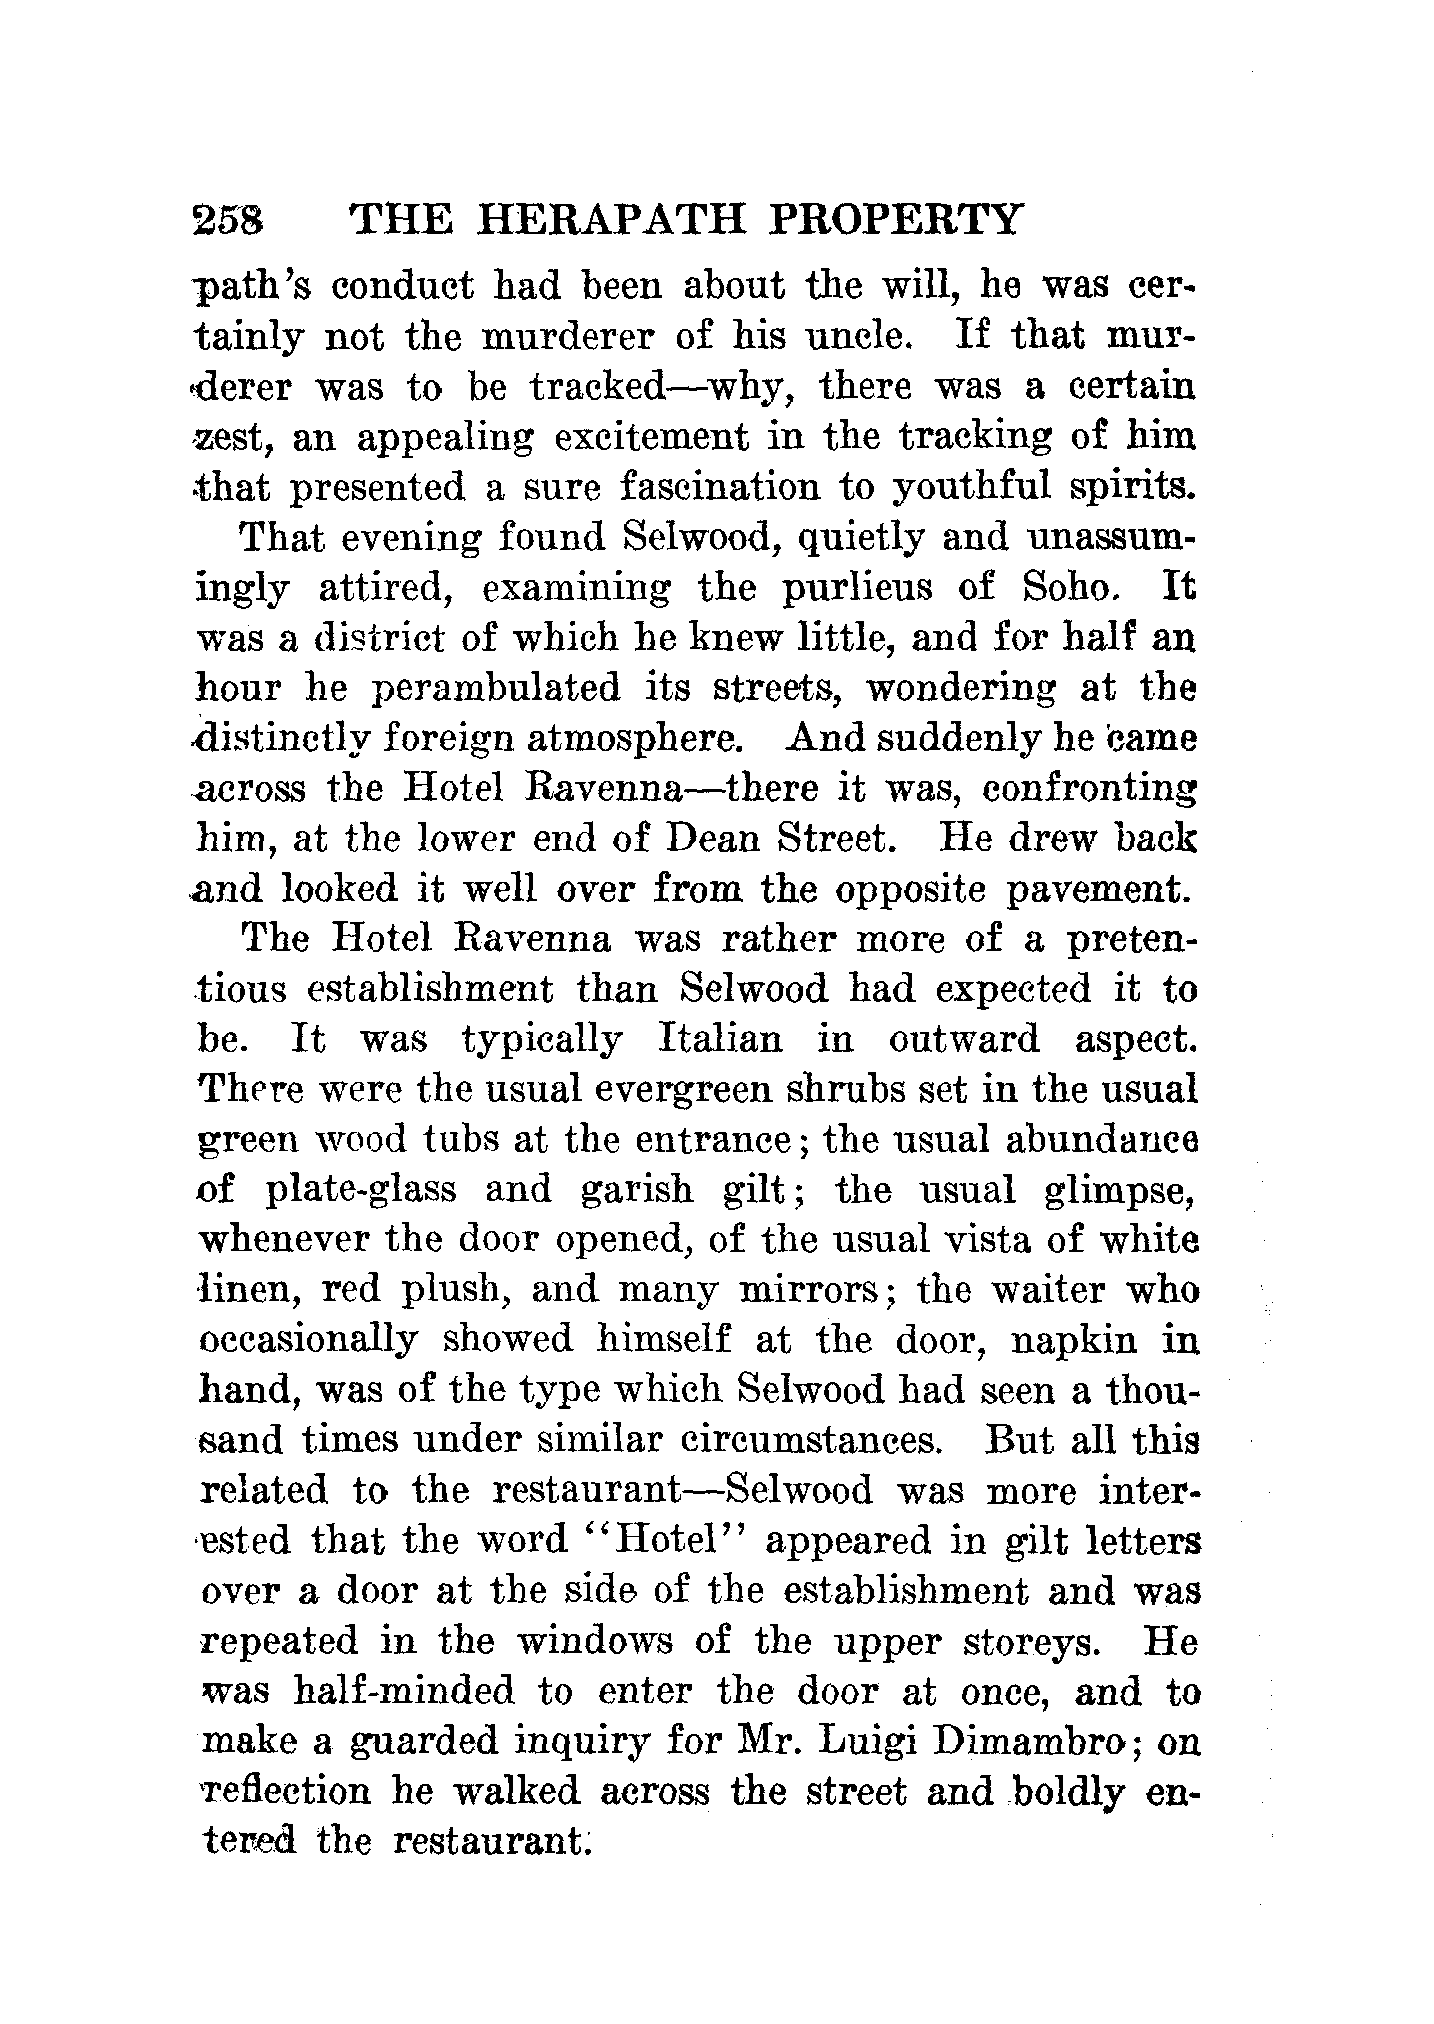 258 THE HERAPATH PROPERTY
path's conduct had been about the will, he was cer-
tainly not the murderer of his uncle. If that mur-
derer was to be tracked—why, there was a certain
zest, an appealing excitement in the tracking of him
that presented a sure fascination to youthful spirits.
That evening found Selwood, quietly and unassum-
ingly attired, examining the purlieus of Soho. It
was a district of which he knew little, and for half an
hour he perambulated its streets, wondering at the
distinctly foreign atmosphere. And suddenly he came
across the Hotel Ravenna—there it was, confronting
him, at the lower end of Dean Street. He drew back
and looked it well over from the opposite pavement.
The Hotel Ravenna was rather more of a preten-
tious establishment than Selwood had expected it to
be. It was typically Italian in outward aspect.
There were the usual evergreen shrubs set in the usual
green wood tubs at the entrance; the usual abundance
of plate-glass and garish gilt; the usual glimpse,
whenever the door opened, of the usual vista of white
linen, red plush, and many mirrors; the waiter who
occasionally showed himself at the door, napkin in
hand, was of the type which Selwood had seen a thou-
sand times under similar circumstances. But all this
related to the restaurant—Selwood was more inter-
ested that the word "Hotel" appeared in gilt letters
over a door at the side of the establishment and was
repeated in the windows of the upper storeys. He
was half-minded to enter the door at once, and to
make a guarded inquiry for Mr. Luigi Dimambro; on
reflection he walked across the street and boldly en-
tered the restaurant.